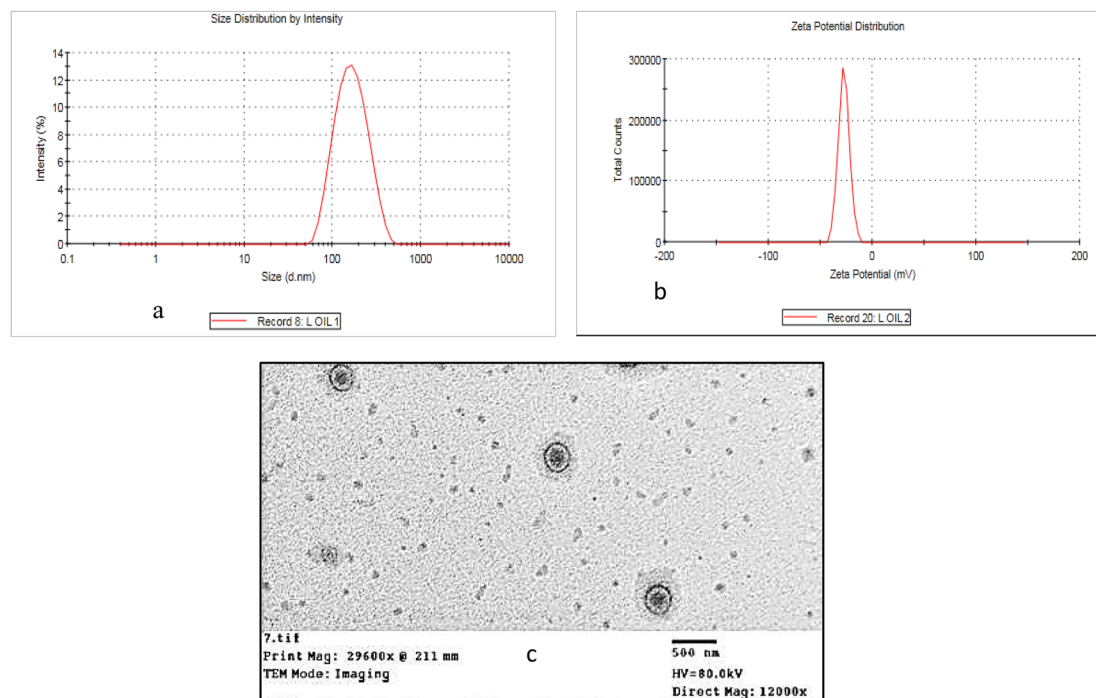 Size Distribution by Intensity
14
12
10
8
6
4
2
0
Intensity (%)
0.1 1 10 100 1000 10000
Size (d.nm)
a
Record 8: L OIL 1
Zeta Potential Distribution
300000
200000
100000
0
Total Counts
-200 -100 0 100 200
Zeta Potential (mV)
b
Record 20: L OIL 2
7.tif
Print Mag: 29600x @ 211 mm
TEM Mode: Imaging
c
500 nm
HV=80.0kV
Direct Mag: 12000x